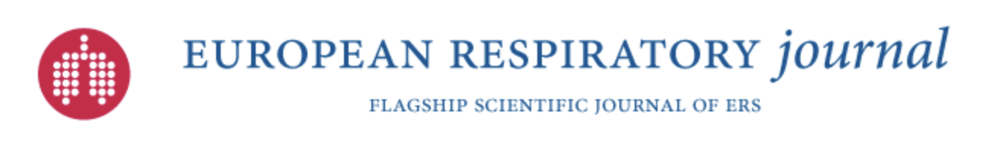 EUROPEAN RESPIRATORY journal
FLAGSHIP SCIENTIFIC JOURNAL OF ERS